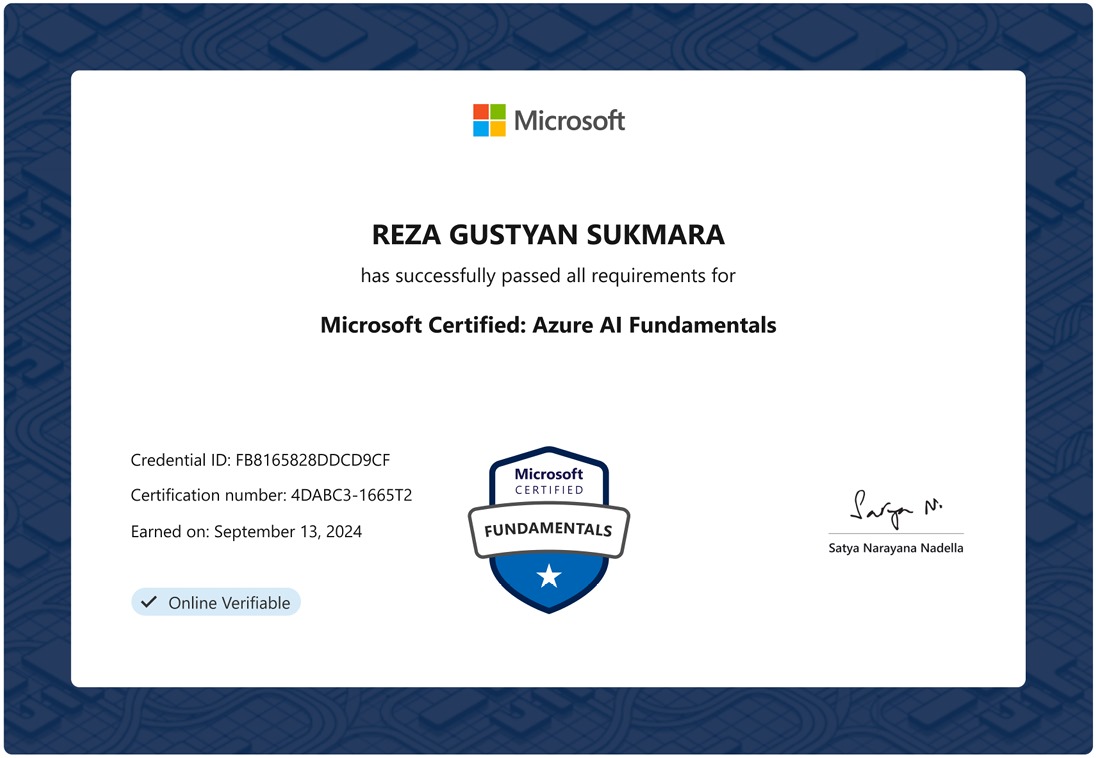 Microsoft
REZA GUSTYAN SUKMARA
has successfully passed all requirements for
Microsoft Certified: Azure AI Fundamentals
Credential ID: FB8165828DDCD9CF
Certification number: 4DABC3-1665T2
Earned on: September 13, 2024
Online Verifiable
Microsoft
CERTIFIED
FUNDAMENTALS
Satya N.
Satya Narayana Nadella